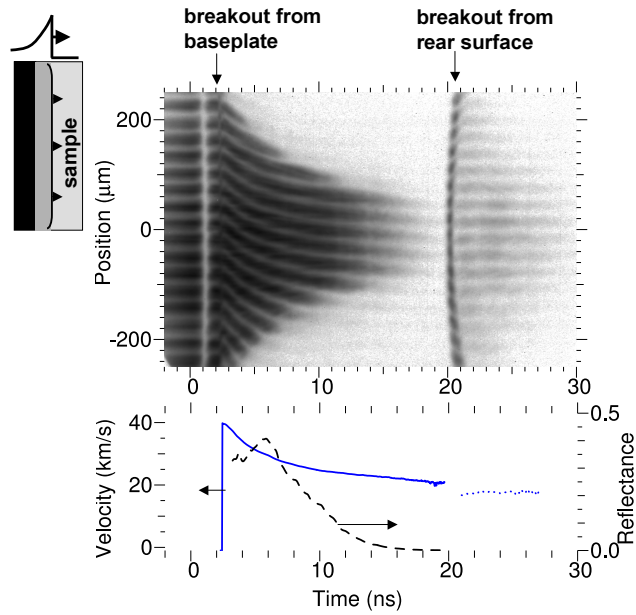 breakout from
baseplate
breakout from
rear surface
sample
Position (μm)
200
0
-200
0
10
20
30
Velocity (km/s)
40
20
0
0.5
0.0
Reflectance
0
10
20
30
Time (ns)